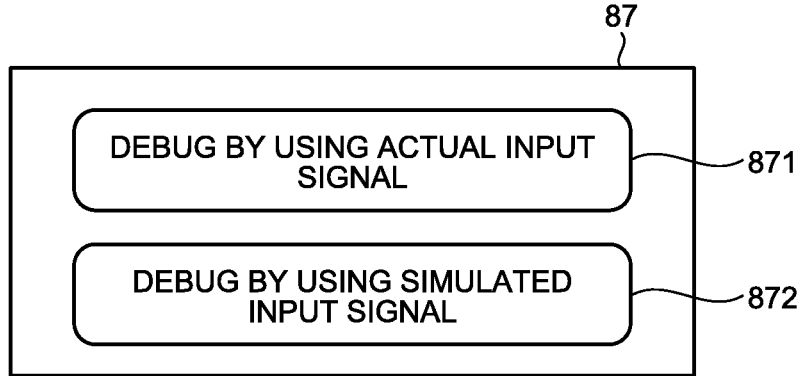 87
DEBUG BY USING ACTUAL INPUT
SIGNAL
871
DEBUG BY USING SIMULATED
INPUT SIGNAL
872